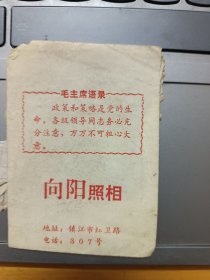 毛主席语录
政策和策略是党的生
命，各级领导同志务必充
分注意，万万不可粗心大
意。
向阳照相
地址：镇江市红卫路
电话：807号